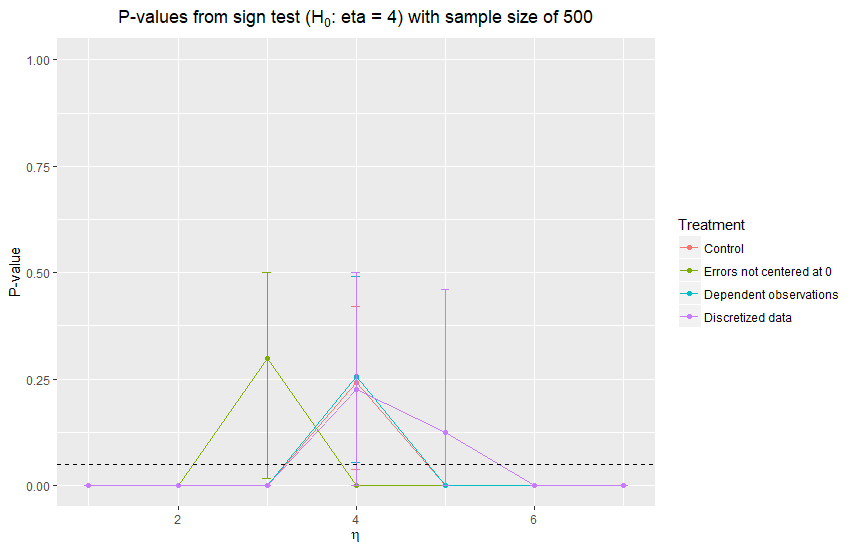 P-values from sign test (H₀: eta = 4) with sample size of 500
1.00
0.75
0.50
0.25
0.00
P-value
2
4
6
η
Treatment
Control
Errors not centered at 0
Dependent observations
Discretized data